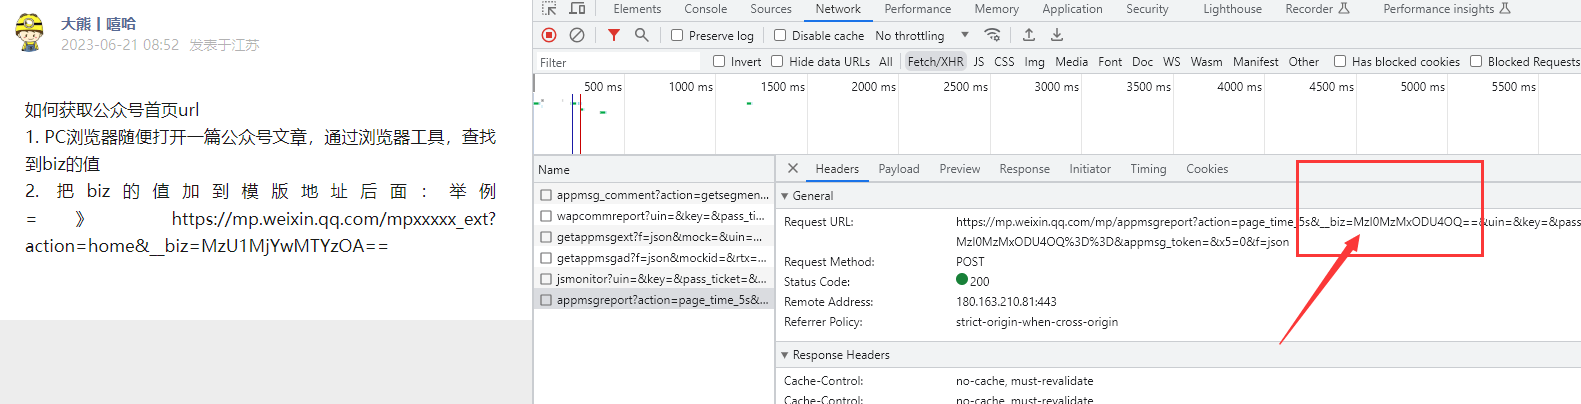 大熊 | 嘻哈
2023-06-21 08:52 发表于江苏
如何获取公众号首页url
1. PC浏览器随便打开一篇公众号文章，通过浏览器工具，查找
到biz的值
2. 把 biz 的值加到模版地址后面：举例
=》 https://mp.weixin.qq.com/mpxxxxx_ext?
action=home&__biz=MzU1MjYwMTYzOA==
Elements Console Sources Network Performance Memory Application Security Lighthouse Recorder Performance insights
Preserve log Disable cache No throttling
Filter Invert Hide data URLs All Fetch/XHR JS CSS Img Media Font Doc WS Wasm Manifest Other Has blocked cookies Blocked Requests
500 ms 1000 ms 1500 ms 2000 ms 2500 ms 3000 ms 3500 ms 4000 ms 4500 ms 5000 ms 5500 ms
Name
appmsg_comment?action=getsegmen...
wapcommreport?uin=&key=&pass_ti...
getappmsgext?f=json&mock=&uin=...
getappmsgad?f=json&mockid=&rtx=...
jsmonitor?uin=&key=&pass_ticket=&...
appmsgreport?action=page_time_5s&...
Headers Payload Preview Response Initiator Timing Cookies
General
Request URL: https://mp.weixin.qq.com/mp/appmsgreport?action=page_time_5s&__biz=MzI0MzMxODU4OQ==&uin=&key=&pass
MzI0MzMxODU4OQ%3D%3D&appmsg_token=&x5=0&f=json
Request Method: POST
Status Code: 200
Remote Address: 180.163.210.81:443
Referrer Policy: strict-origin-when-cross-origin
Response Headers
Cache-Control: no-cache, must-revalidate
Cache-Control: no-cache, must-revalidate